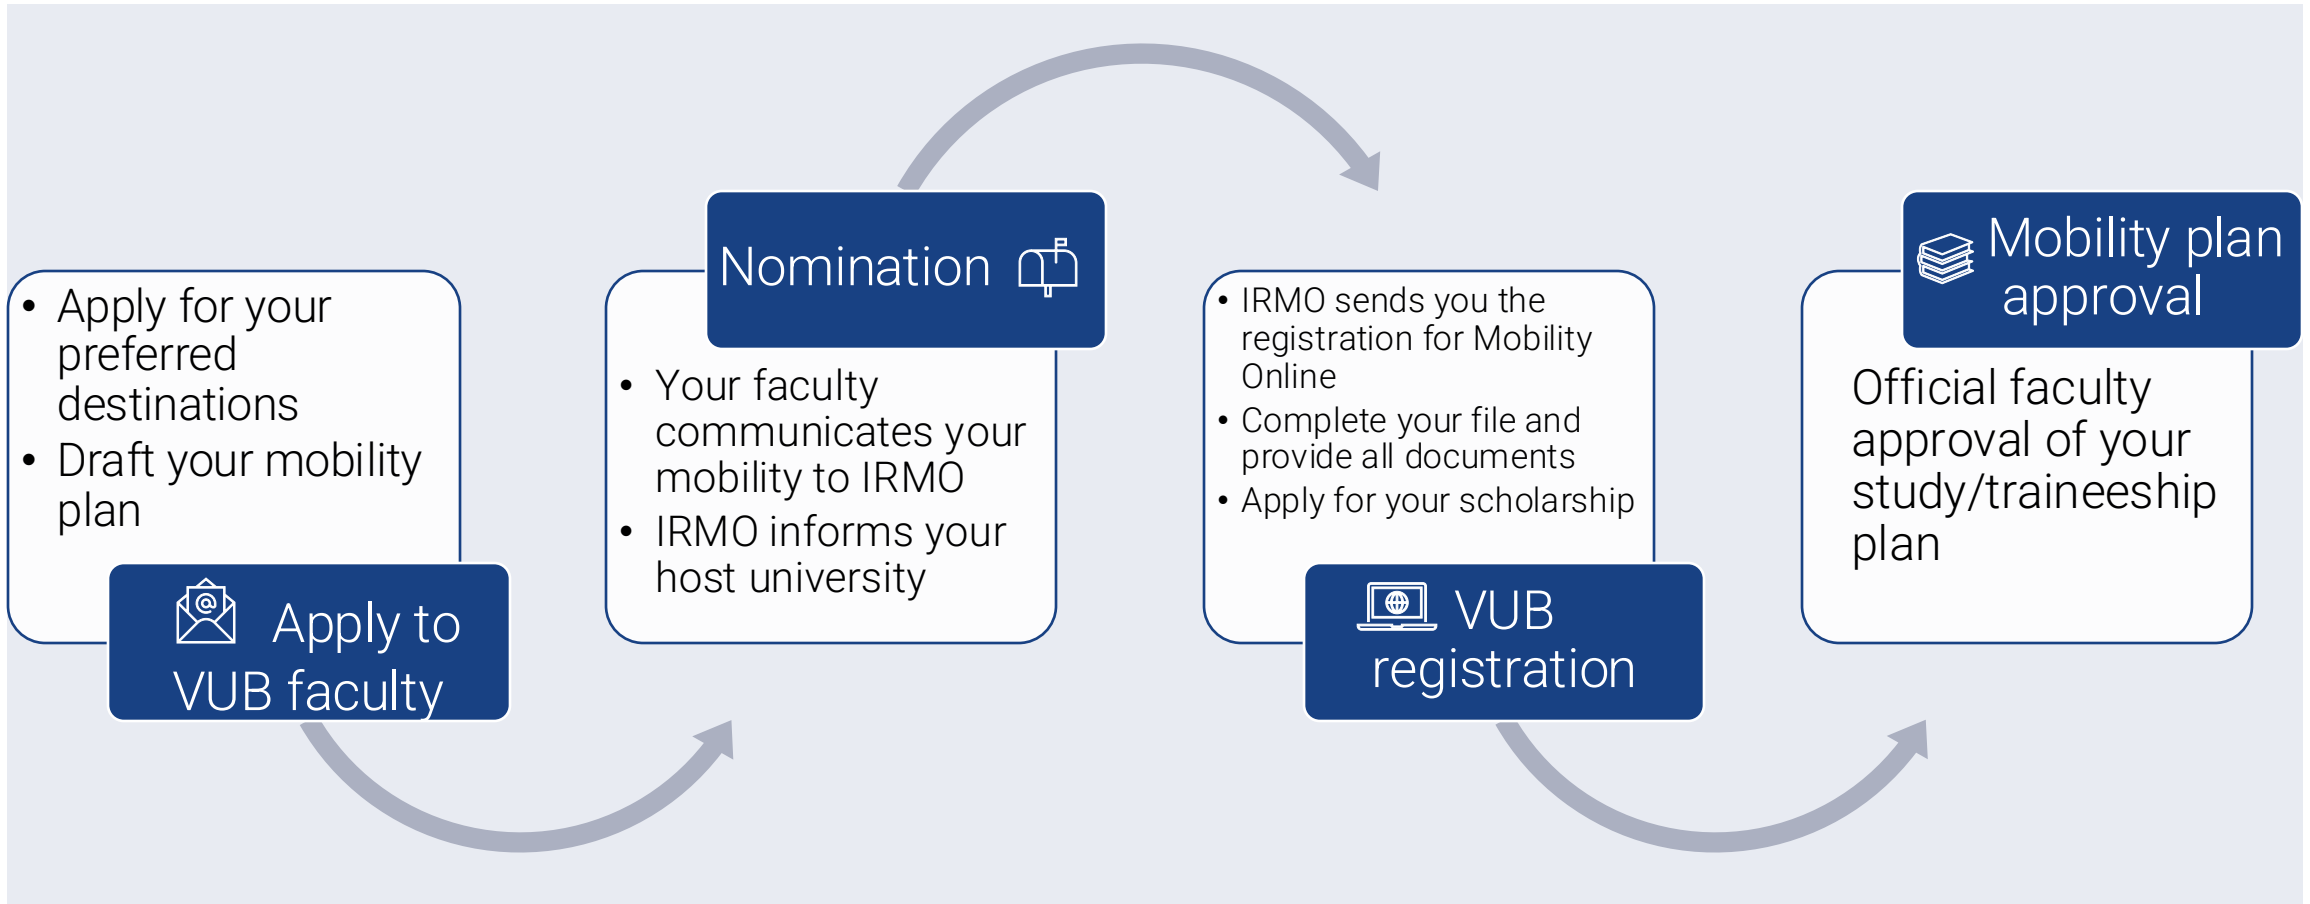 • Apply for your
preferred
destinations
• Draft your mobility
plan
Apply to
VUB faculty
Nomination
• Your faculty
communicates your
mobility to IRMO
• IRMO informs your
host university
• IRMO sends you the
registration for Mobility
Online
• Complete your file and
provide all documents
• Apply for your scholarship
VUB
registration
Mobility plan
approval
Official faculty
approval of your
study/traineeship
plan